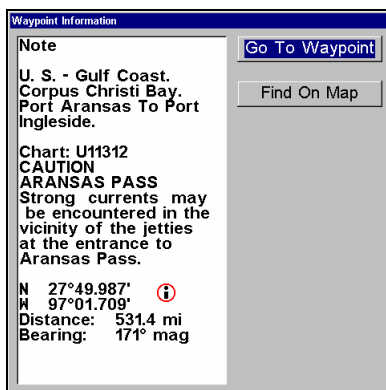 Waypoint Information
Note
U. S. - Gulf Coast.
Corpus Christi Bay.
Port Aransas To Port
Ingleside.
Chart: U11312
CAUTION
ARANSAS PASS
Strong currents may
be encountered in the
vicinity of the jetties
at the entrance to
Aransas Pass.
N 27°49.987'
W 97°01.709'
Distance: 531.4 mi
Bearing: 171° mag
Go To Waypoint
Find On Map